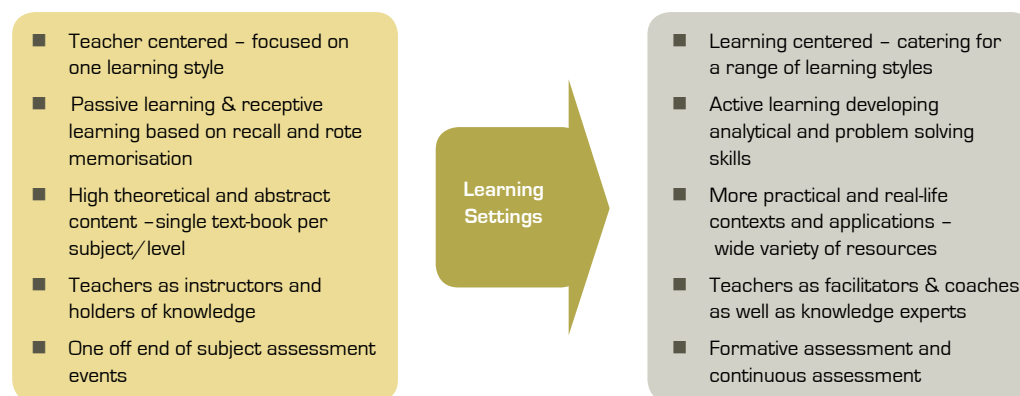 Teacher centered – focused on
one learning style
Passive learning & receptive
learning based on recall and rote
memorisation
High theoretical and abstract
content –single text-book per
subject/level
Teachers as instructors and
holders of knowledge
One off end of subject assessment
events
Learning
Settings
Learning centered – catering for
a range of learning styles
Active learning developing
analytical and problem solving
skills
More practical and real-life
contexts and applications –
wide variety of resources
Teachers as facilitators & coaches
as well as knowledge experts
Formative assessment and
continuous assessment